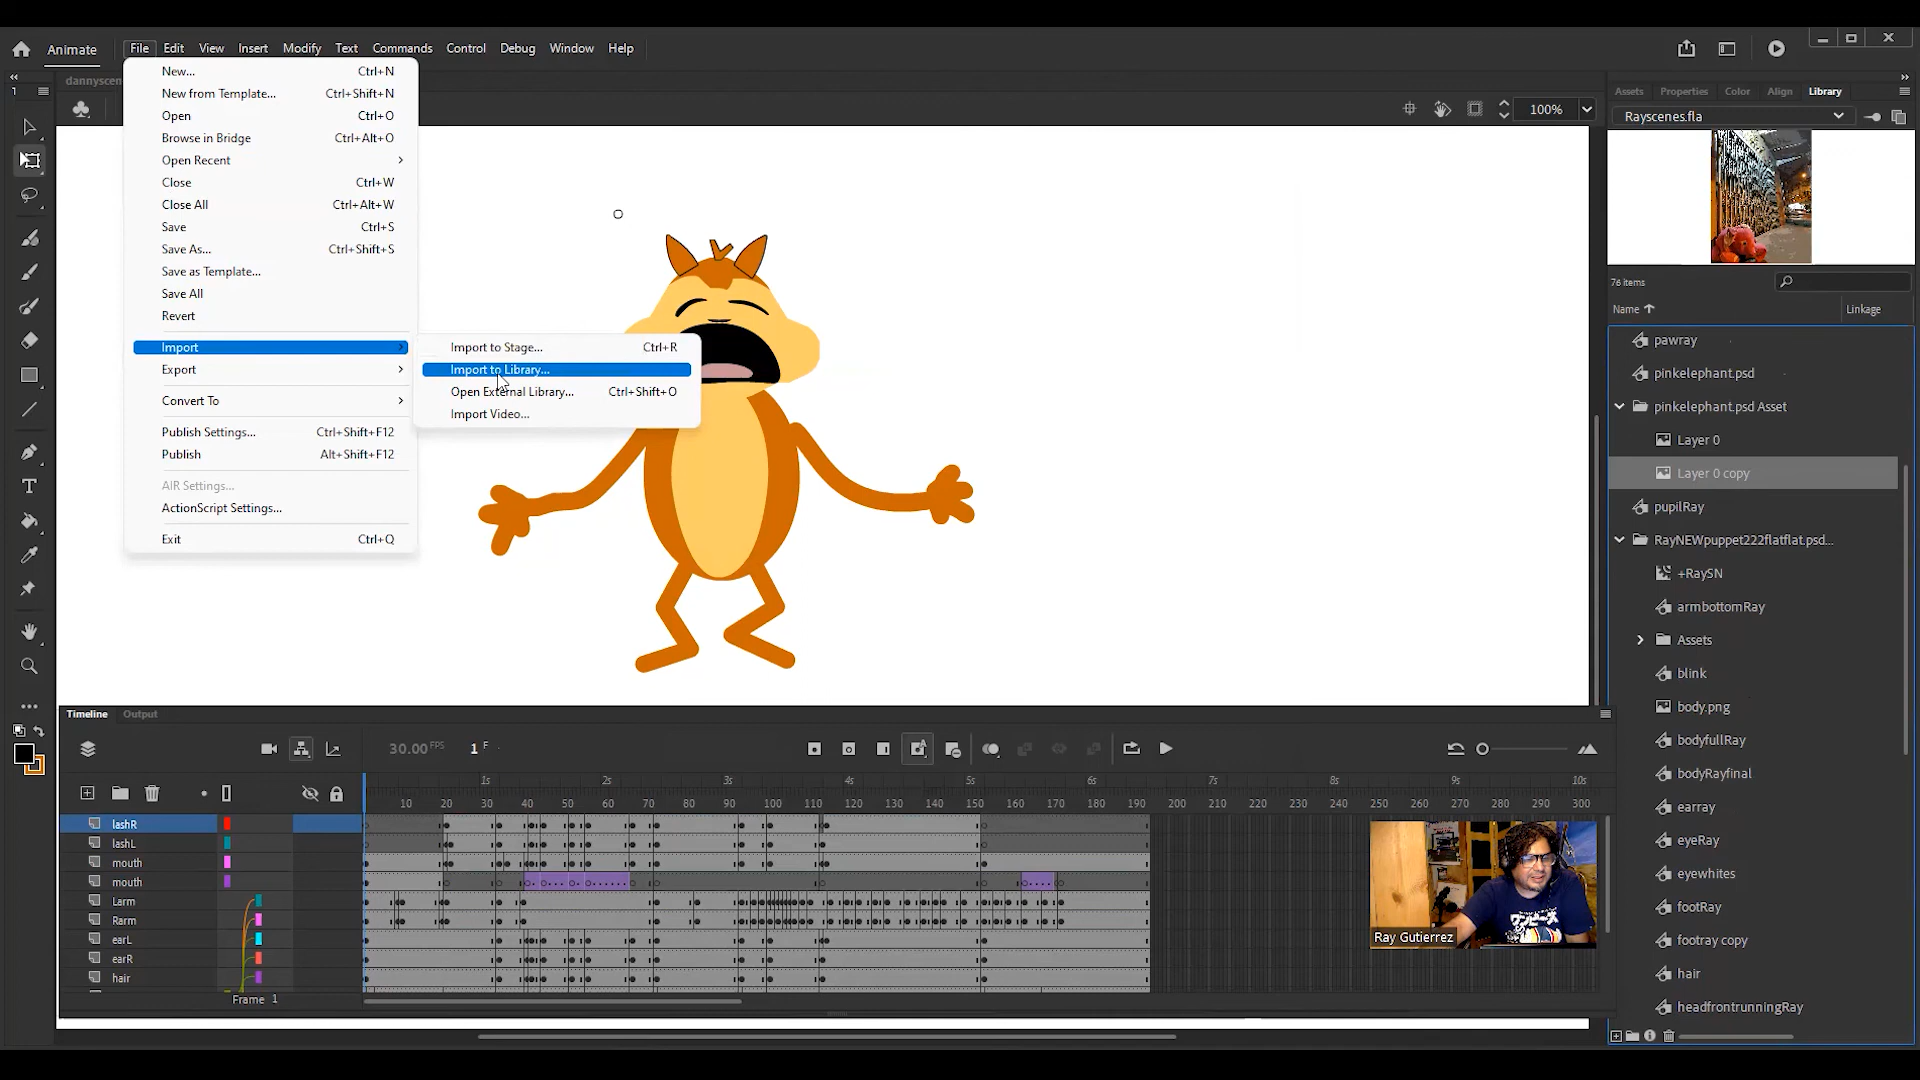 Animate
File Edit View Insert Modify Text Commands Control Debug Window Help
1
dannyscen
100%
New... Ctrl+N
New from Template... Ctrl+Shift+N
Open Ctrl+O
Browse in Bridge Ctrl+Alt+O
Open Recent
Close Ctrl+W
Close All Ctrl+Alt+W
Save Ctrl+S
Save As... Ctrl+Shift+S
Save as Template...
Save All
Revert
Import
Export
Convert To
Publish Settings... Ctrl+Shift+F12
Publish Alt+Shift+F12
AIR Settings...
ActionScript Settings...
Exit Ctrl+Q
Import to Stage... Ctrl+R
Import to Library...
Open External Library... Ctrl+Shift+O
Import Video...
Assets Properties Color Align Library
Rayscenes.fla
76 items
Name Linkage
pawray
pinkelephant.psd
pinkelephant.psd Asset
Layer 0
Layer 0 copy
pupilRay
RayNEWpuppet222flatflat.psd...
+RaySN
armbottomRay
Assets
blink
body.png
bodyfullRay
bodyRayfinal
earray
eyeRay
eyewhites
footRay
footray copy
hair
headfrontrunningRay
Timeline Output
30.00 FPS 1 F
1s 2s 3s 4s 5s 6s 7s 8s 9s 10s
10 20 30 40 50 60 70 80 90 100 110 120 130 140 150 160 170 180 190 200 210 220 230 240 250 260 270 280 290 300
lashR
lashL
mouth
mouth
Larm
Rarm
earL
earR
hair
Frame 1
Ray Gutierrez